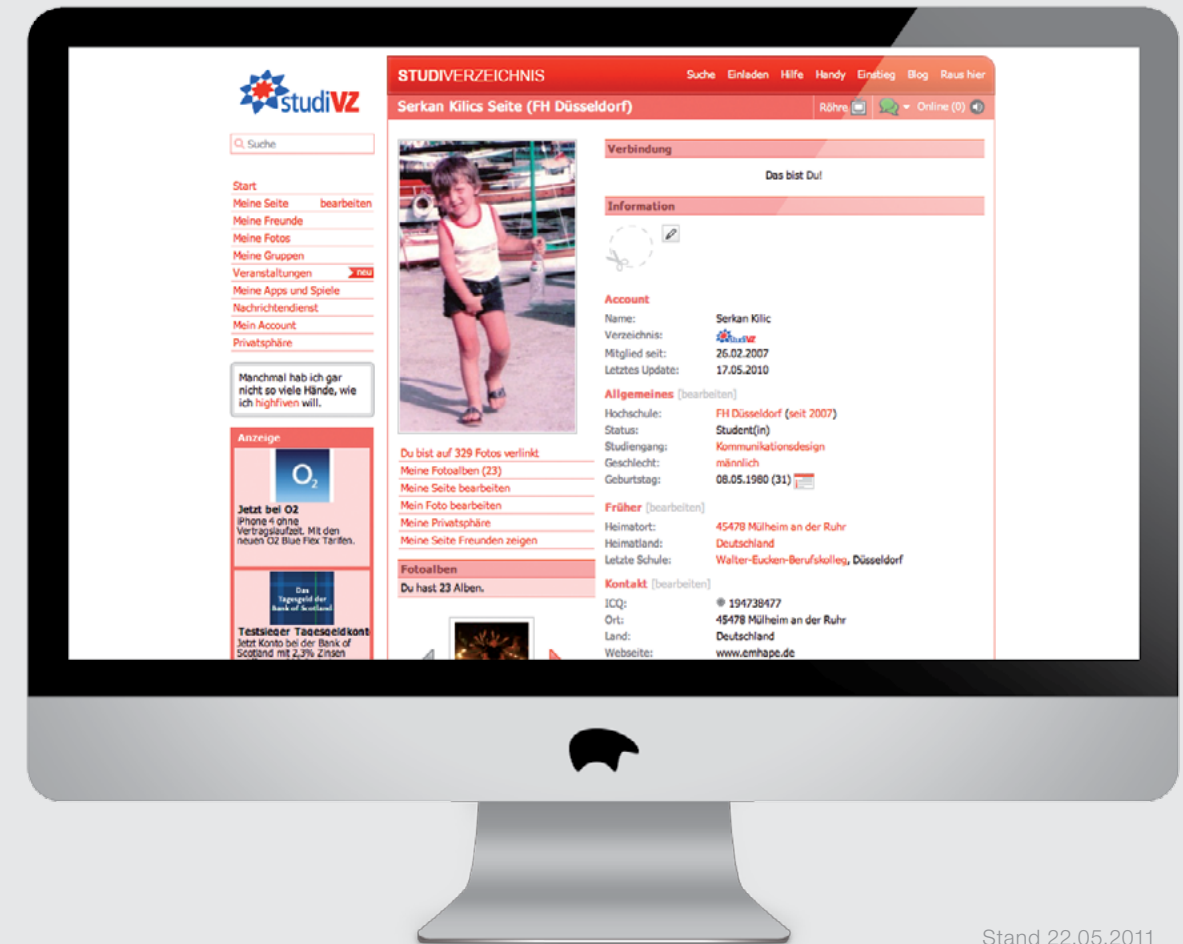 studiVZ
Suche
Start
Meine Seite bearbeiten
Meine Freunde
Meine Fotos
Meine Gruppen
Veranstaltungen neu
Meine Apps und Spiele
Nachrichtendienst
Mein Account
Privatsphäre
Manchmal hab ich gar
nicht so viele Hände, wie
ich highfiven will.
Anzeige
O2
Jetzt bei O2
iPhone 4 ohne
Vertragslaufzeit. Mit den
neuen O2 Blue Flex Tarifen.
Das
Tagesgeld der
Bank of Scotland
Testsieger Tagesgeldkont
Jetzt Konto bei der Bank of
Scotland mit 2,3% Zinsen
STUDIVERZEICHNIS
Suche Einladen Hilfe Handy Einstieg Blog Raus hier
Serkan Kilics Seite (FH Düsseldorf)
Röhre Online (0)
Du bist auf 329 Fotos verlinkt
Meine Fotoalben (23)
Meine Seite bearbeiten
Mein Foto bearbeiten
Meine Privatsphäre
Meine Seite Freunden zeigen
Fotoalben
Du hast 23 Alben.
Verbindung
Das bist Du!
Information
Account
Name: Serkan Kilic
Verzeichnis: studiVZ
Mitglied seit: 26.02.2007
Letztes Update: 17.05.2010
Allgemeines [bearbeiten]
Hochschule: FH Düsseldorf (seit 2007)
Status: Student(in)
Studiengang: Kommunikationsdesign
Geschlecht: männlich
Geburtstag: 08.05.1980 (31)
Früher [bearbeiten]
Heimatort: 45478 Mülheim an der Ruhr
Heimatland: Deutschland
Letzte Schule: Walter-Eucken-Berufskolleg, Düsseldorf
Kontakt [bearbeiten]
ICQ: 194738477
Ort: 45478 Mülheim an der Ruhr
Land: Deutschland
Webseite: www.emhape.de
Stand 22.05.2011